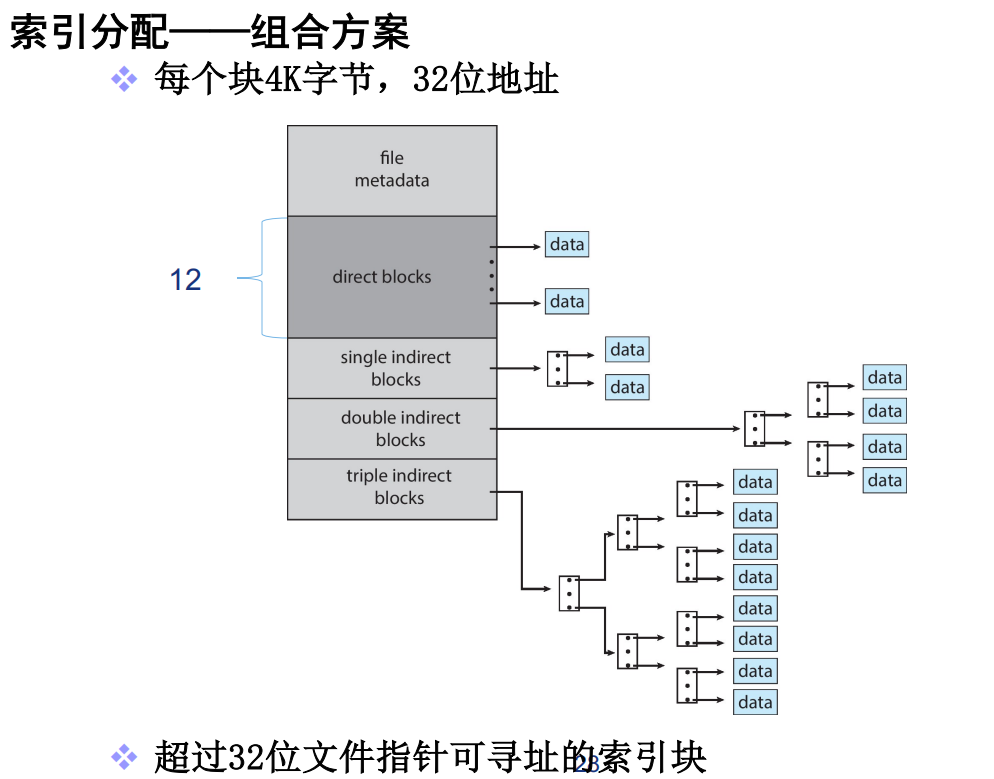 索引分配——组合方案
每个块4K字节，32位地址
file
metadata
12
direct blocks
data
data
single indirect
blocks
data
data
double indirect
blocks
data
data
data
data
triple indirect
blocks
data
data
data
data
data
data
data
data
超过32位文件指针可寻址的索引块
28